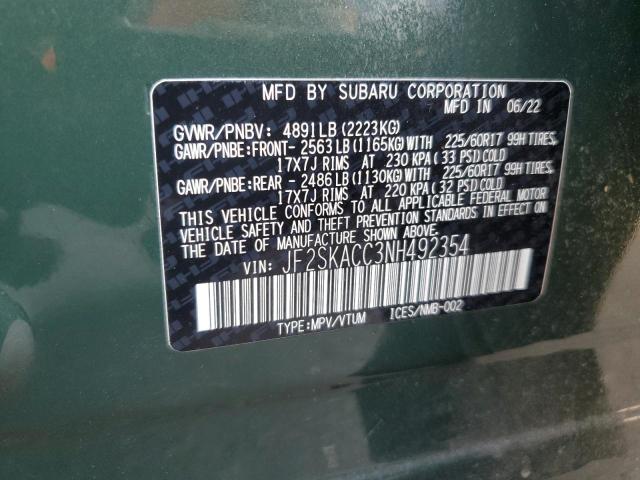 MFD BY SUBARU CORPORATION
MFD IN 06/22
GVWR/PNBV: 4891LB (2223KG)
GAWR/PNBE:FRONT- 2563LB (1165KG) WITH 225/60R17 99H TIRES,
17X7J RIMS AT 230 KPA (33 PSI) COLD
GAWR/PNBE:REAR - 2486LB (1130KG) WITH 225/60R17 99H TIRES,
17X7J RIMS AT 220 KPA (32 PSI) COLD
THIS VEHICLE CONFORMS TO ALL APPLICABLE FEDERAL MOTOR
VEHICLE SAFETY AND THEFT PREVENTION STANDARDS IN EFFECT ON
THE DATE OF MANUFACTURE SHOWN ABOVE.
VIN: JF2SKACC3NH492354
TYPE:MPV/VTUM ICES/NMB-002